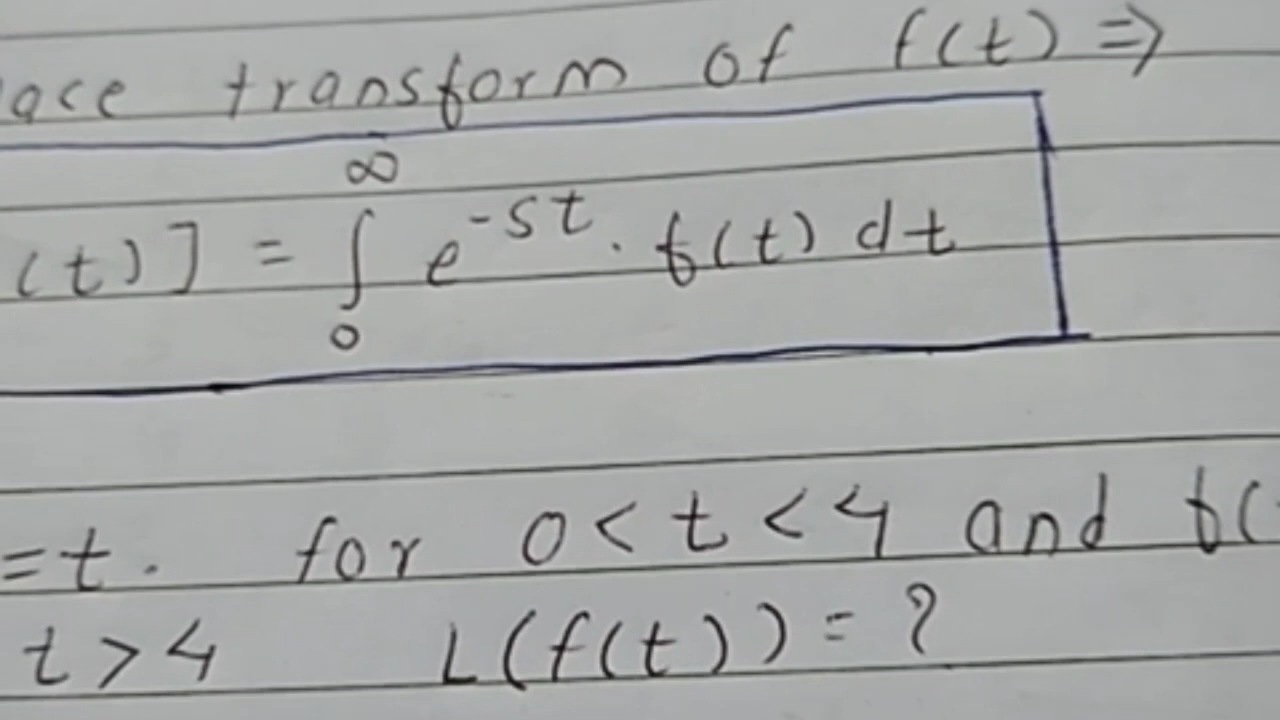 ace transform of f(t) ⇒
(t)] = ∫₀^∞ e^-st . f(t) dt
= t . for 0 < t < 4 and f(
t > 4 L(f(t)) = ?